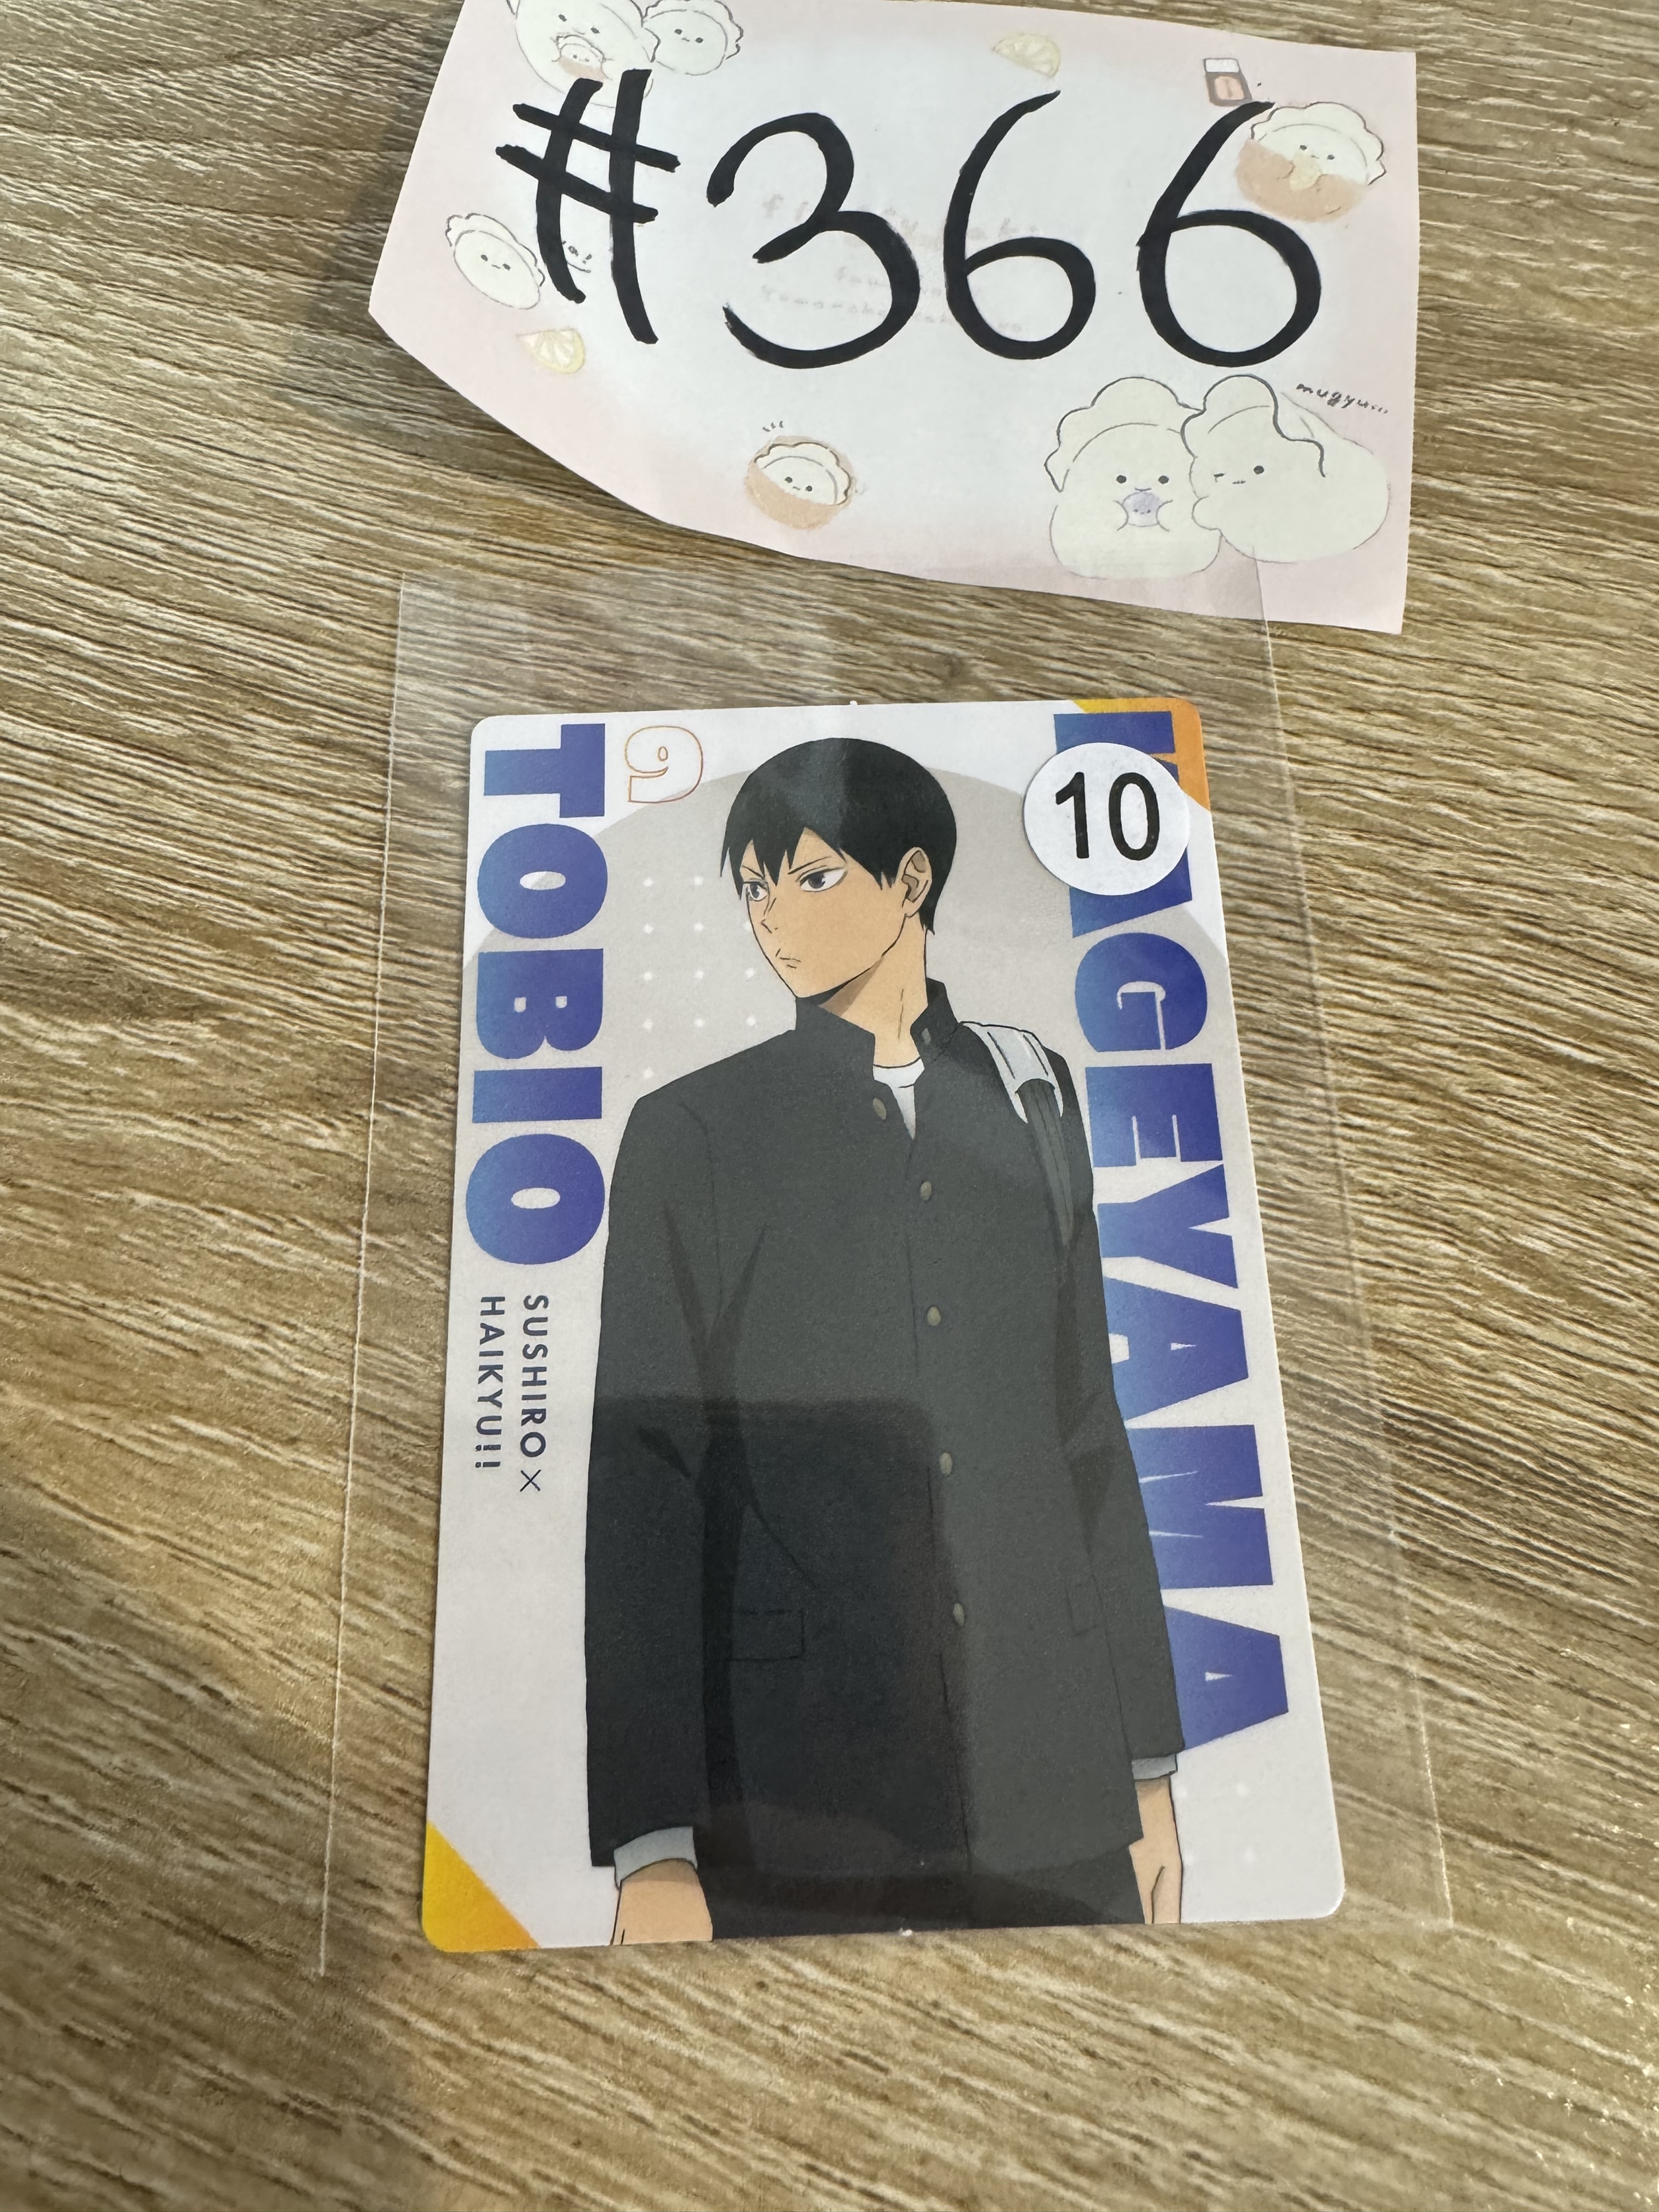 #366
mugyu...
TOBIO
9
10
KAGEYAMA
SUSHIRO×
HAIKYU!!